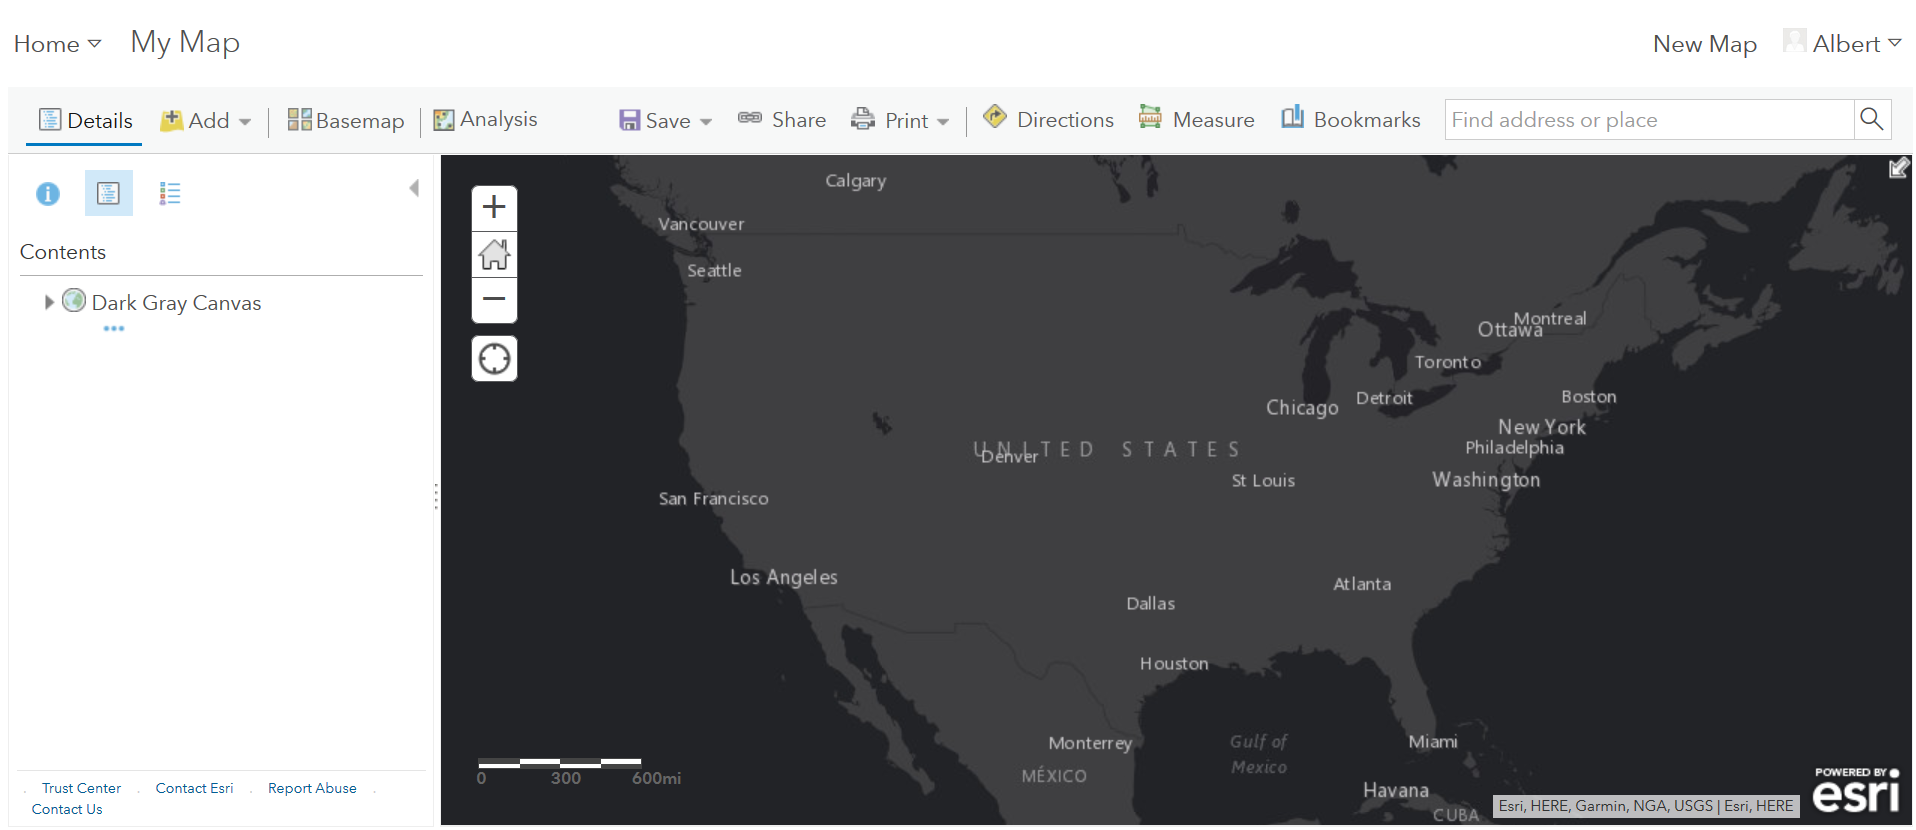 Home My Map New Map Albert
Details Add Basemap Analysis Save Share Print Directions Measure Bookmarks Find address or place
Contents
Dark Gray Canvas
Trust Center . Contact Esri . Report Abuse .
Contact Us
+
−
Calgary
Vancouver
Seattle
Montreal
Ottawa
Toronto
Boston
Detroit
Chicago
New York
Philadelphia
UNITED STATES
Denver
Washington
St Louis
San Francisco
Los Angeles
Atlanta
Dallas
Houston
Gulf of
Mexico
Miami
Monterrey
MÉXICO
Havana
CUBA
0 300 600mi
Esri, HERE, Garmin, NGA, USGS | Esri, HERE
POWERED BY
esri